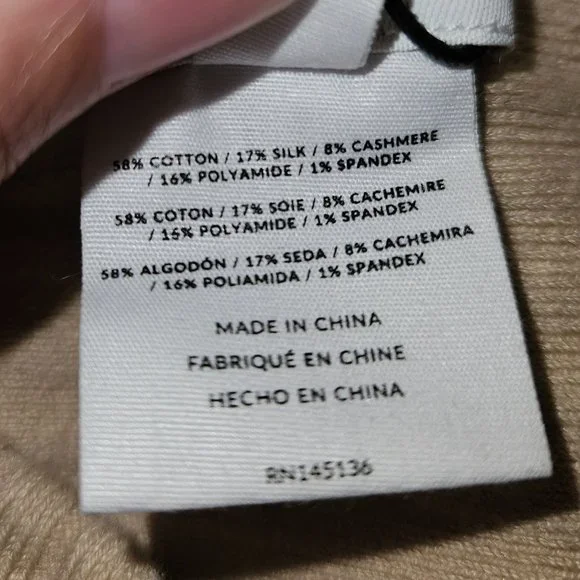 58% COTTON / 17% SILK / 8% CASHMERE
/ 16% POLYAMIDE / 1% SPANDEX
58% COTON / 17% SOIE / 8% CACHEMIRE
/ 16% POLYAMIDE / 1% SPANDEX
58% ALGODÓN / 17% SEDA / 8% CACHEMIRA
/ 16% POLIAMIDA / 1% SPANDEX
MADE IN CHINA
FABRIQUÉ EN CHINE
HECHO EN CHINA
RN145136